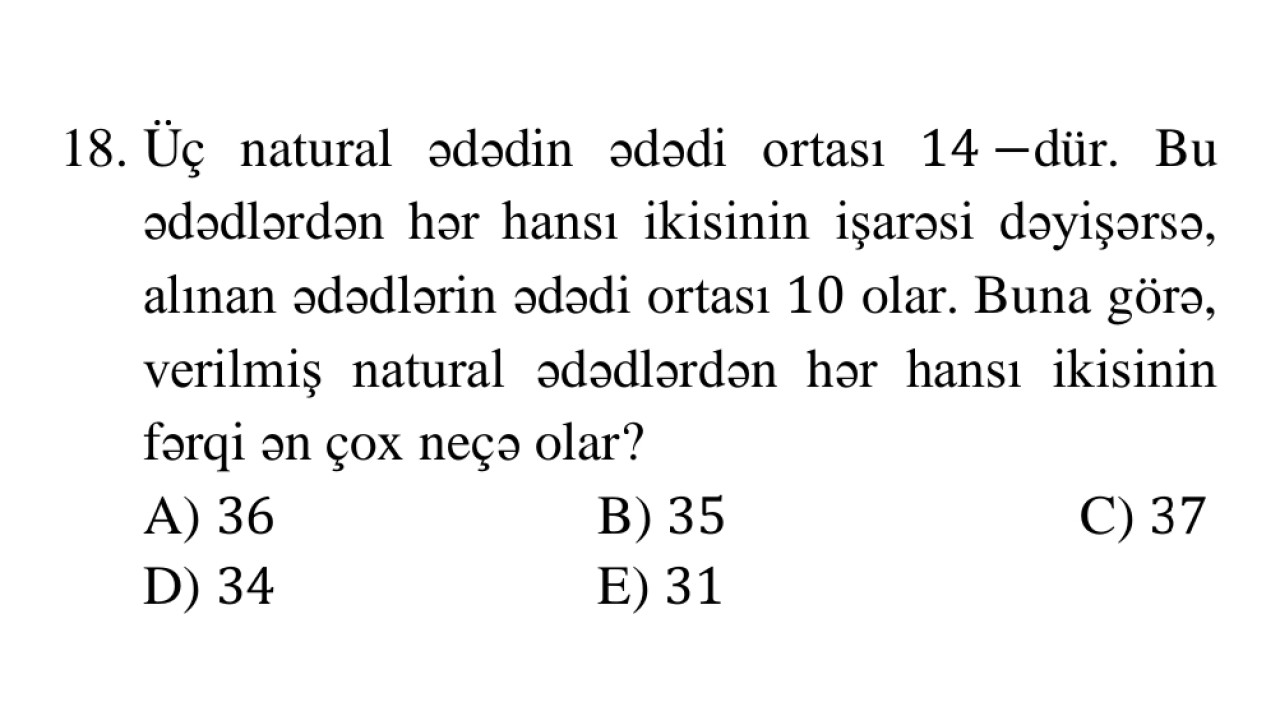 18. Üç natural ədədin ədədi ortası 14 −dür. Bu
ədədlərdən hər hansı ikisinin işarəsi dəyişərsə,
alınan ədədlərin ədədi ortası 10 olar. Buna görə,
verilmiş natural ədədlərdən hər hansı ikisinin
fərqi ən çox neçə olar?
A) 36 B) 35 C) 37
D) 34 E) 31